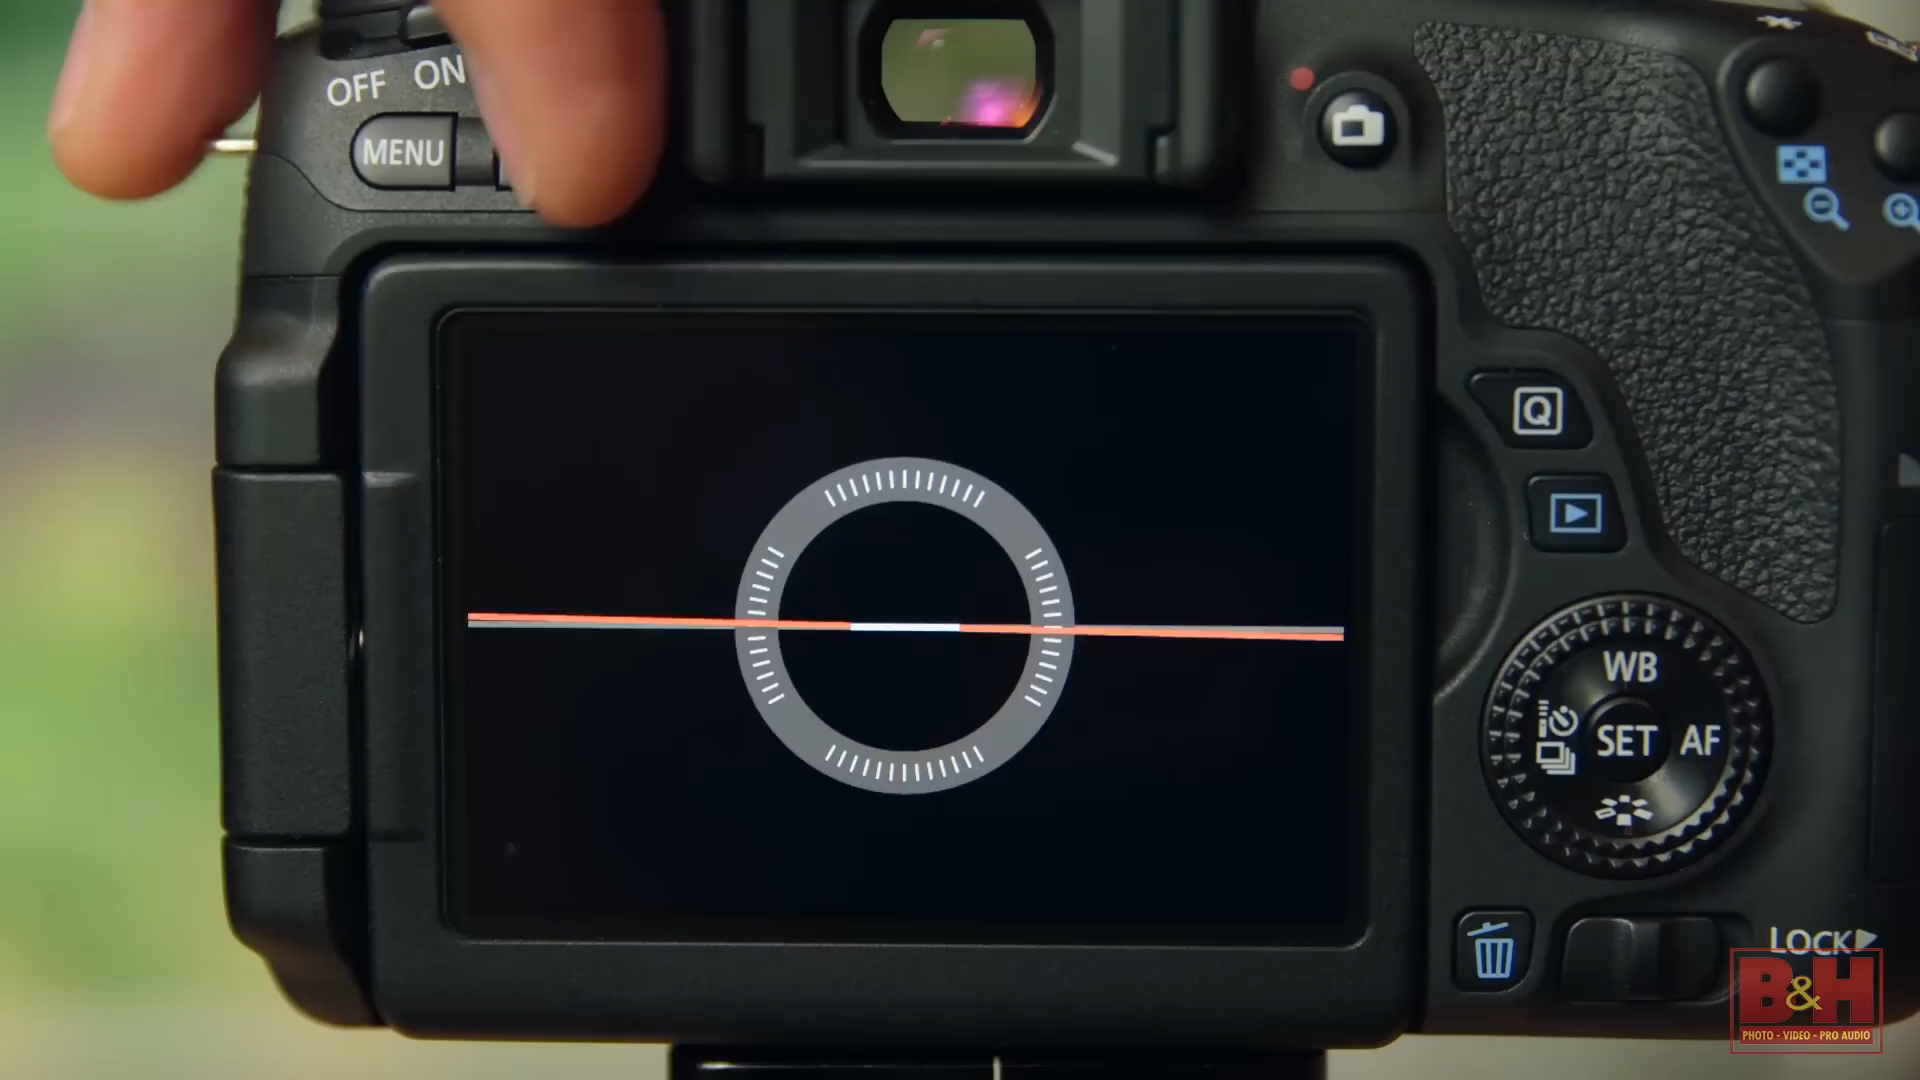 OFF ON
MENU
Q
WB
SET AF
LOCK
B&H
PHOTO - VIDEO - PRO AUDIO